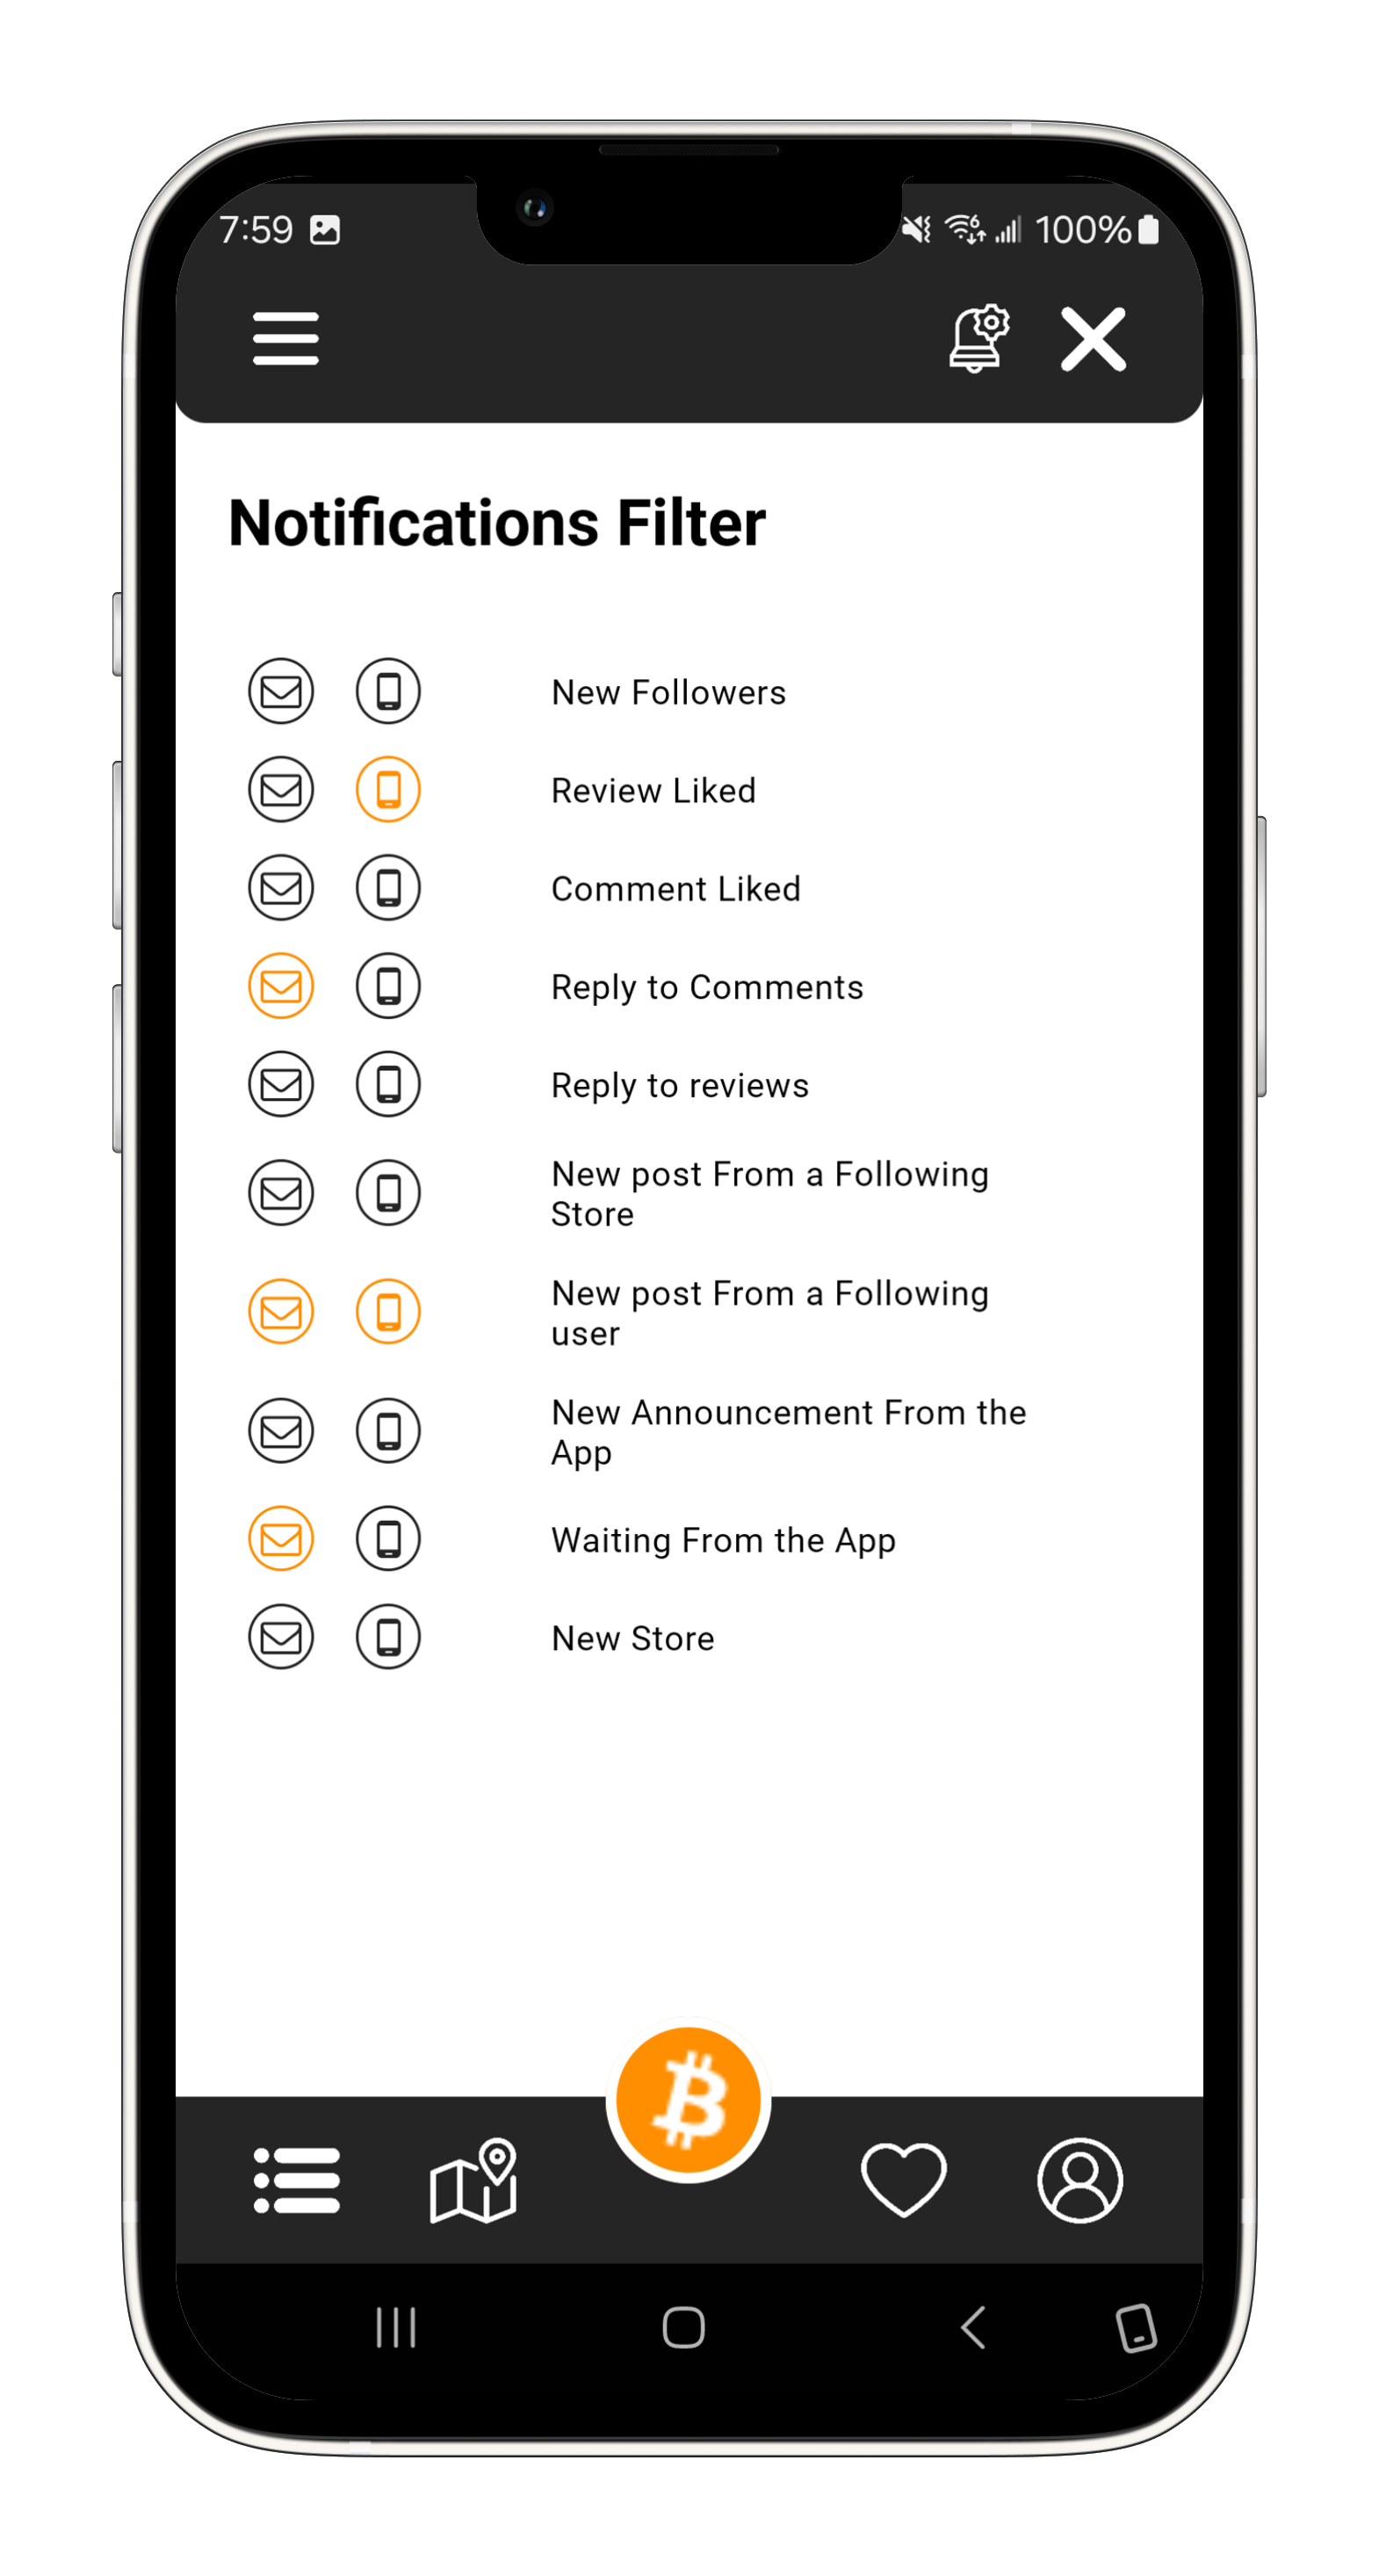 7:59
100%
Notifications Filter
New Followers
Review Liked
Comment Liked
Reply to Comments
Reply to reviews
New post From a Following
Store
New post From a Following
user
New Announcement From the
App
Waiting From the App
New Store